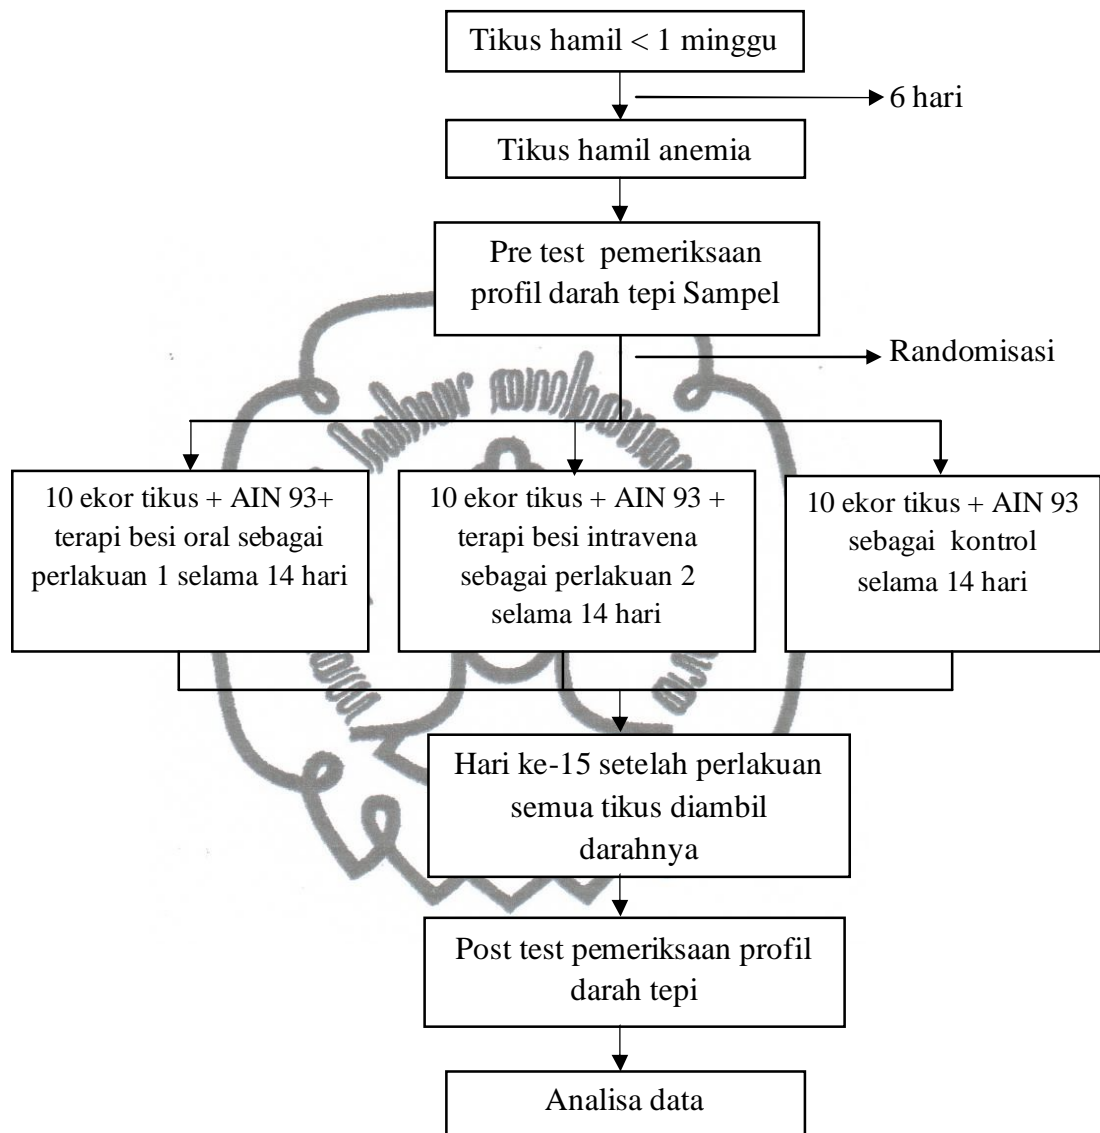 Tikus hamil < 1 minggu
6 hari
Tikus hamil anemia
Pre test pemeriksaan
profil darah tepi Sampel
Randomisasi
10 ekor tikus + AIN 93+
terapi besi oral sebagai
perlakuan 1 selama 14 hari
10 ekor tikus + AIN 93 +
terapi besi intravena
sebagai perlakuan 2
selama 14 hari
10 ekor tikus + AIN 93
sebagai kontrol
selama 14 hari
Hari ke-15 setelah perlakuan
semua tikus diambil
darahnya
Post test pemeriksaan profil
darah tepi
Analisa data